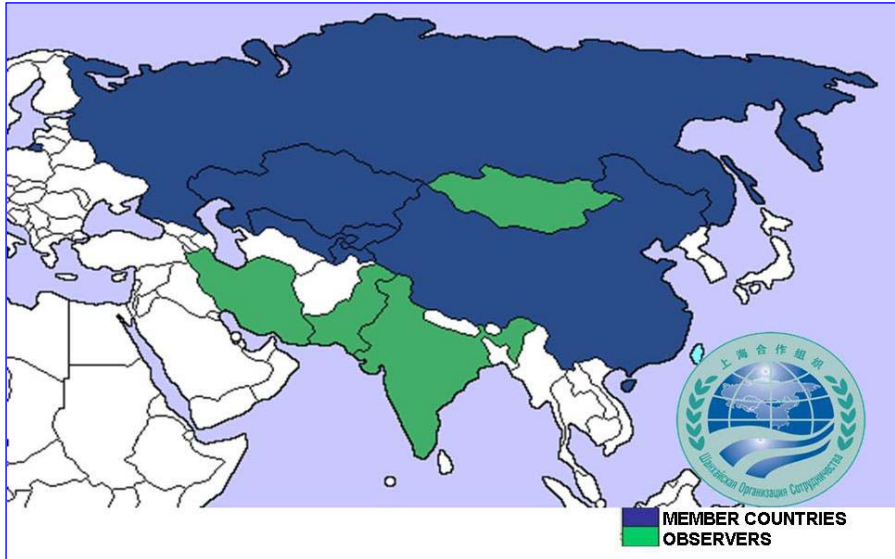 上海合作组织
Шанхайская Организация Сотрудничества
MEMBER COUNTRIES
OBSERVERS